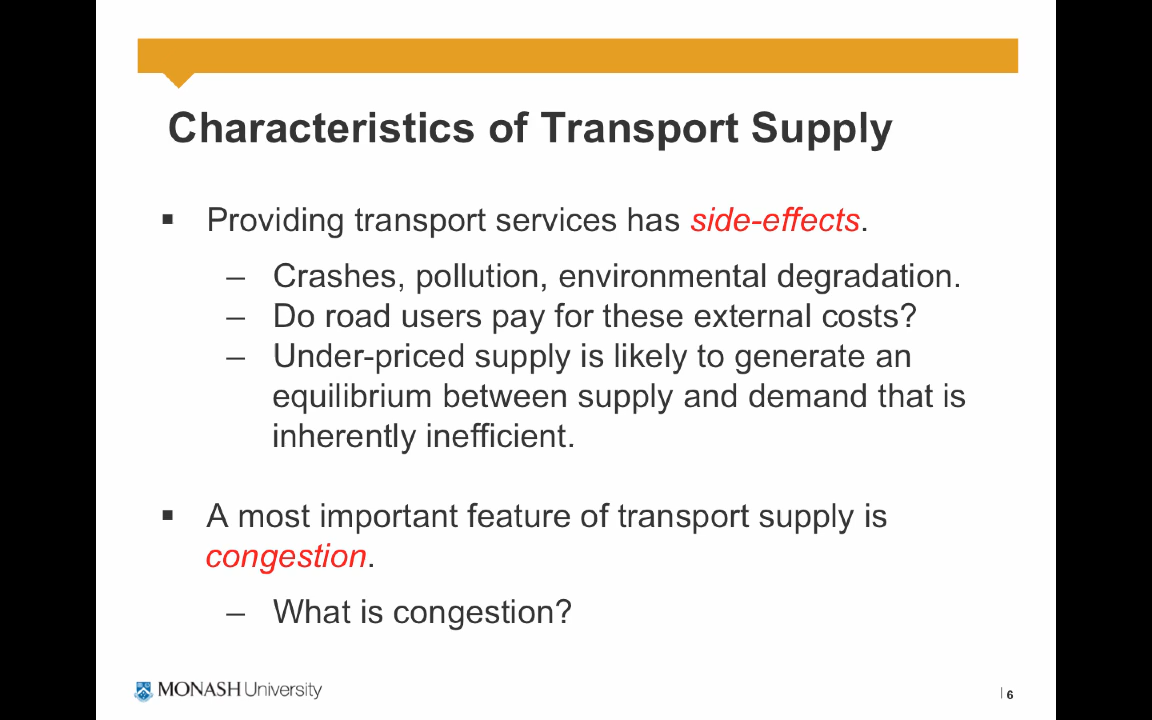 Characteristics of Transport Supply
▪ Providing transport services has side-effects.
– Crashes, pollution, environmental degradation.
– Do road users pay for these external costs?
– Under-priced supply is likely to generate an
equilibrium between supply and demand that is
inherently inefficient.
▪ A most important feature of transport supply is
congestion.
– What is congestion?
MONASH University
| 6